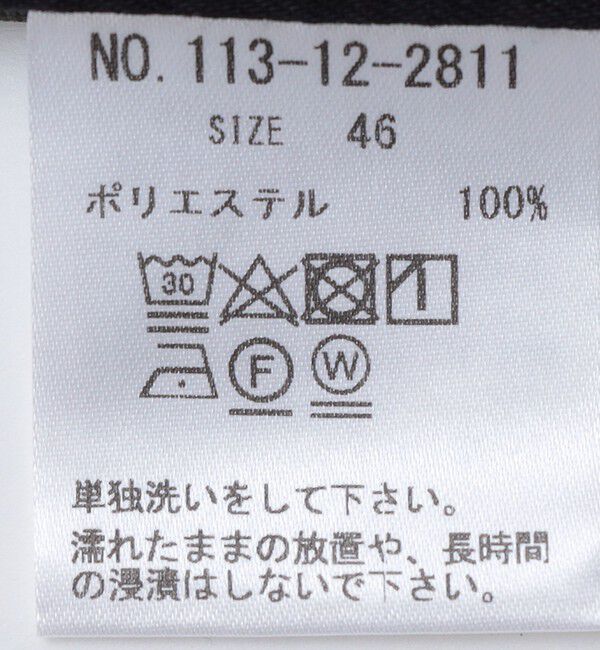 NO. 113-12-2811
SIZE 46
ポリエステル 100%
30
F W
単独洗いをして下さい。
濡れたままの放置や、長時間
の浸漬はしないで下さい。